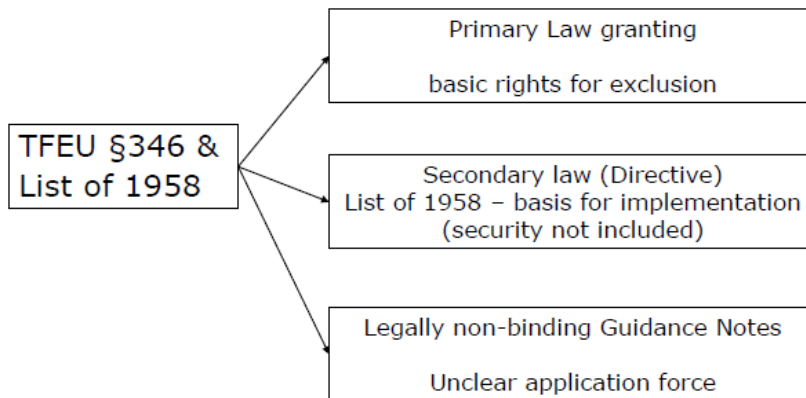 TFEU §346 &
List of 1958
Primary Law granting
basic rights for exclusion
Secondary law (Directive)
List of 1958 – basis for implementation
(security not included)
Legally non-binding Guidance Notes
Unclear application force